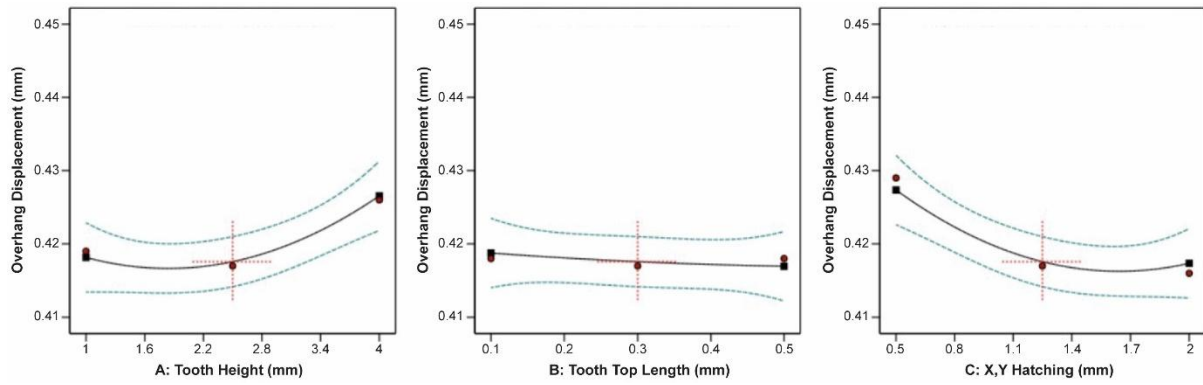 Overhang Displacement (mm)
0.45
0.44
0.43
0.42
0.41
1 1.6 2.2 2.8 3.4 4
A: Tooth Height (mm)
Overhang Displacement (mm)
0.45
0.44
0.43
0.42
0.41
0.1 0.2 0.3 0.4 0.5
B: Tooth Top Length (mm)
Overhang Displacement (mm)
0.45
0.44
0.43
0.42
0.41
0.5 0.8 1.1 1.4 1.7 2
C: X,Y Hatching (mm)